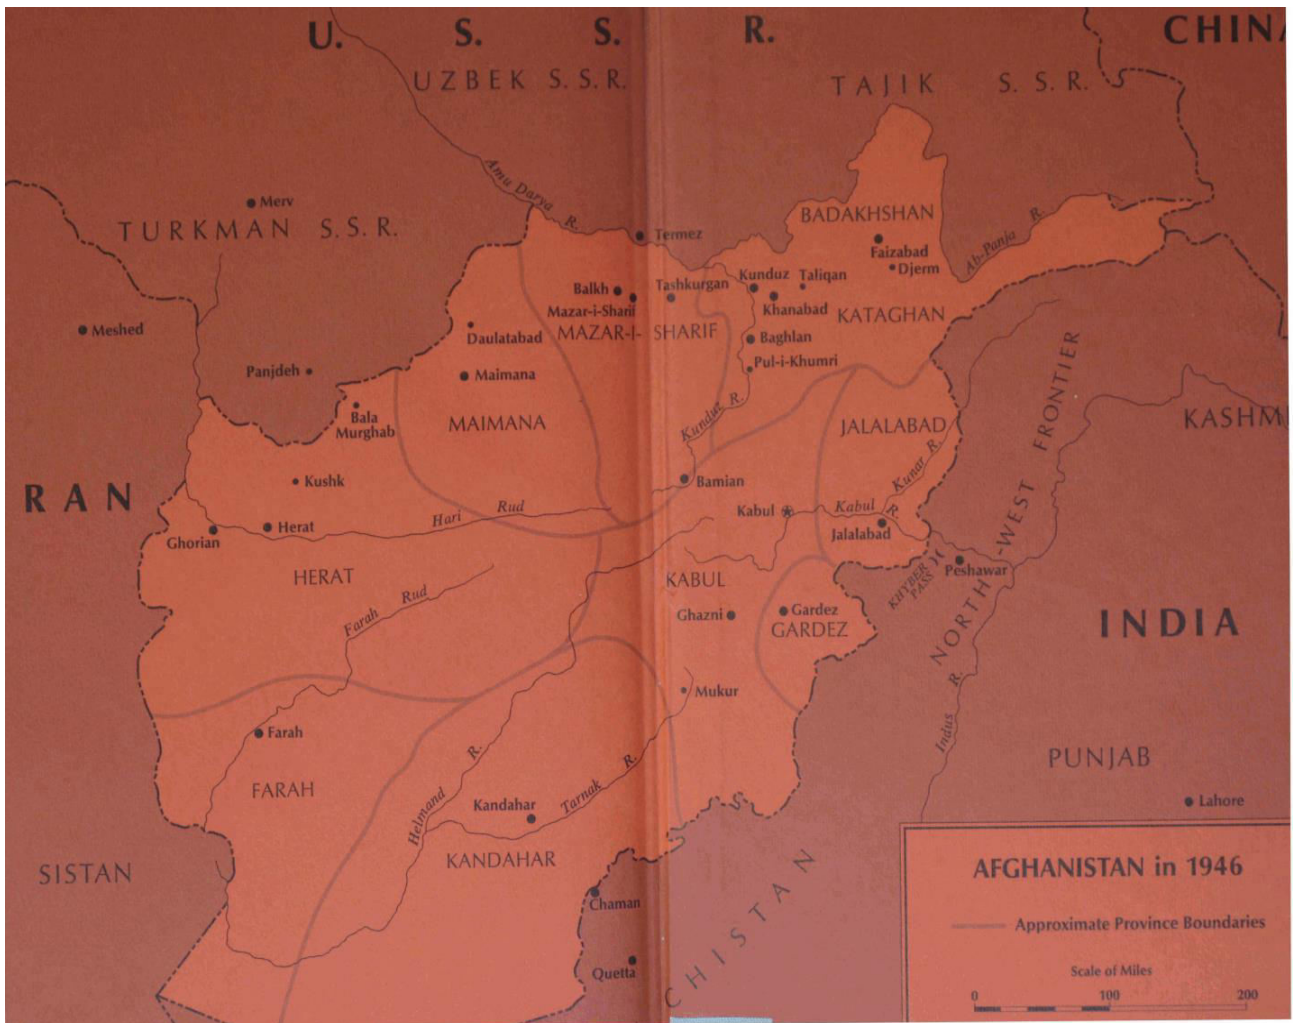 U. S. S. R.
CHINA
UZBEK S. S. R.
TAJIK S. S. R.
Amu Darya R.
Merv
TURKMAN S.S.R.
BADAKHSHAN
Faizabad
Djerm
Ab-Panja R.
Termez
Kunduz
Taliqan
Balkh
Tashkurgan
Mazar-i-Sharif
Khanabad
MAZAR-I- SHARIF
KATAGHAN
Meshed
Daulatabad
Baghlan
Panjdeh
Maimana
Pul-i-Khumri
Bala
Murghab
MAIMANA
Kunduz R.
JALALABAD
NORTH-WEST FRONTIER
KASHMI
RAN
Kushk
Bamian
Kunar R.
Hari Rud
Herat
Kabul
Kabul R.
Ghorian
Jalalabad
HERAT
KABUL
KHYBER
PASS
Peshawar
Farah Rud
Ghazni
Gardez
GARDEZ
INDIA
Mukur
Indus R.
Farah
FARAH
Helmand R.
Kandahar
Tarnak R.
PUNJAB
Lahore
KANDAHAR
SISTAN
Chaman
Quetta
CHISTAN
AFGHANISTAN in 1946
Approximate Province Boundaries
Scale of Miles
0 100 200